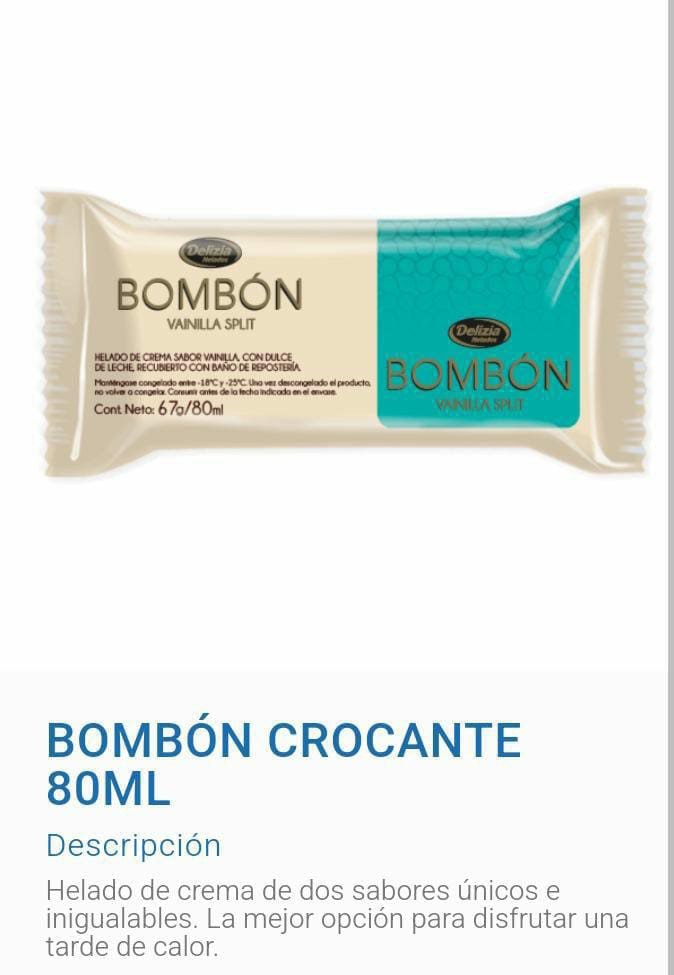 Delizia
Helados
BOMBÓN
VAINILLA SPLIT
HELADO DE CREMA SABOR VAINILLA, CON DULCE
DE LECHE, RECUBIERTO CON BAÑO DE REPOSTERÍA.
Manténgase congelado entre -18°C y -25°C. Una vez descongelado el producto,
no volver a congelar. Consumir antes de la fecha indicada en el envase.
Cont. Neto: 67g/80ml
Delizia
Helados
BOMBÓN
VAINILLA SPLIT
BOMBÓN CROCANTE
80ML
Descripción
Helado de crema de dos sabores únicos e
inigualables. La mejor opción para disfrutar una
tarde de calor.